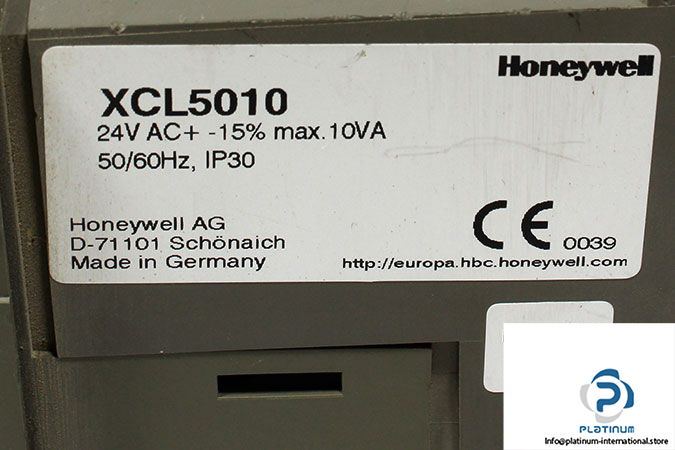 Honeywell
XCL5010
24V AC+ -15% max.10VA
50/60Hz, IP30
Honeywell AG
D-71101 Schönaich
Made in Germany
CE 0039
http://europa.hbc.honeywell.com
PLATINUM
Info@platinum-international.store